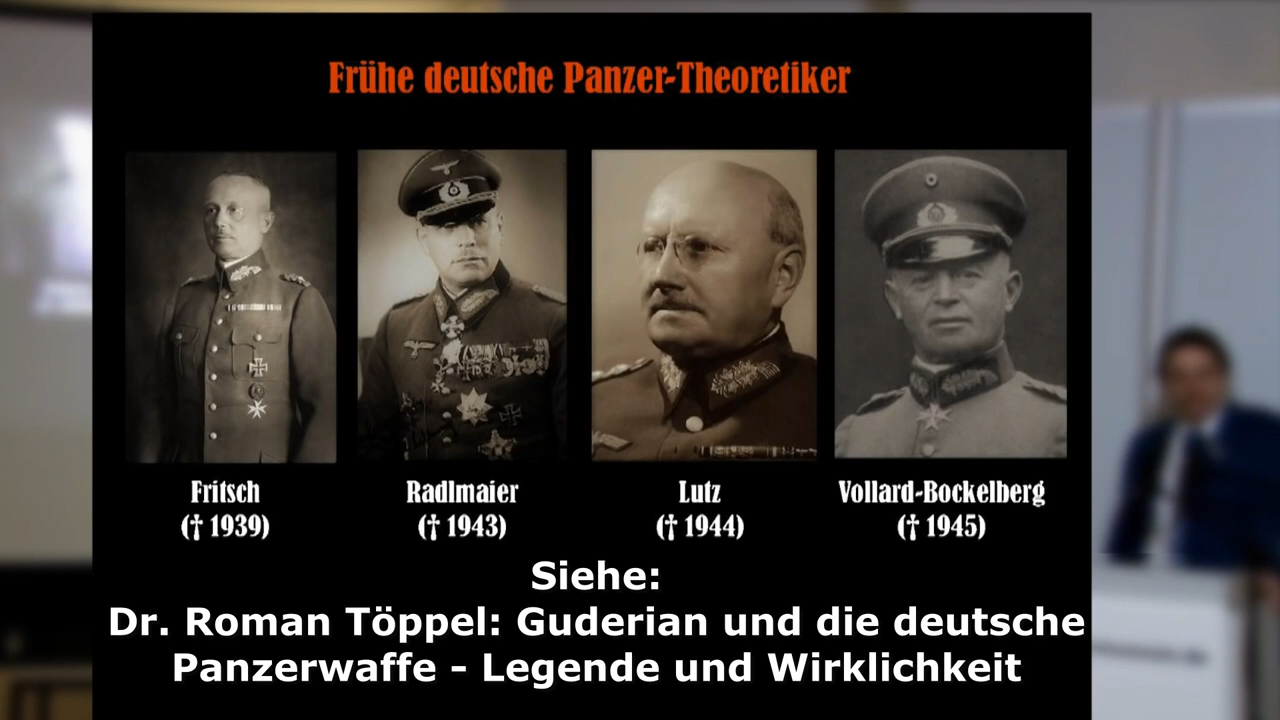 Frühe deutsche Panzer-Theoretiker
Fritsch
(† 1939)
Radlmaier
(† 1943)
Lutz
(† 1944)
Vollard-Bockelberg
(† 1945)
Siehe:
Dr. Roman Töppel: Guderian und die deutsche
Panzerwaffe - Legende und Wirklichkeit